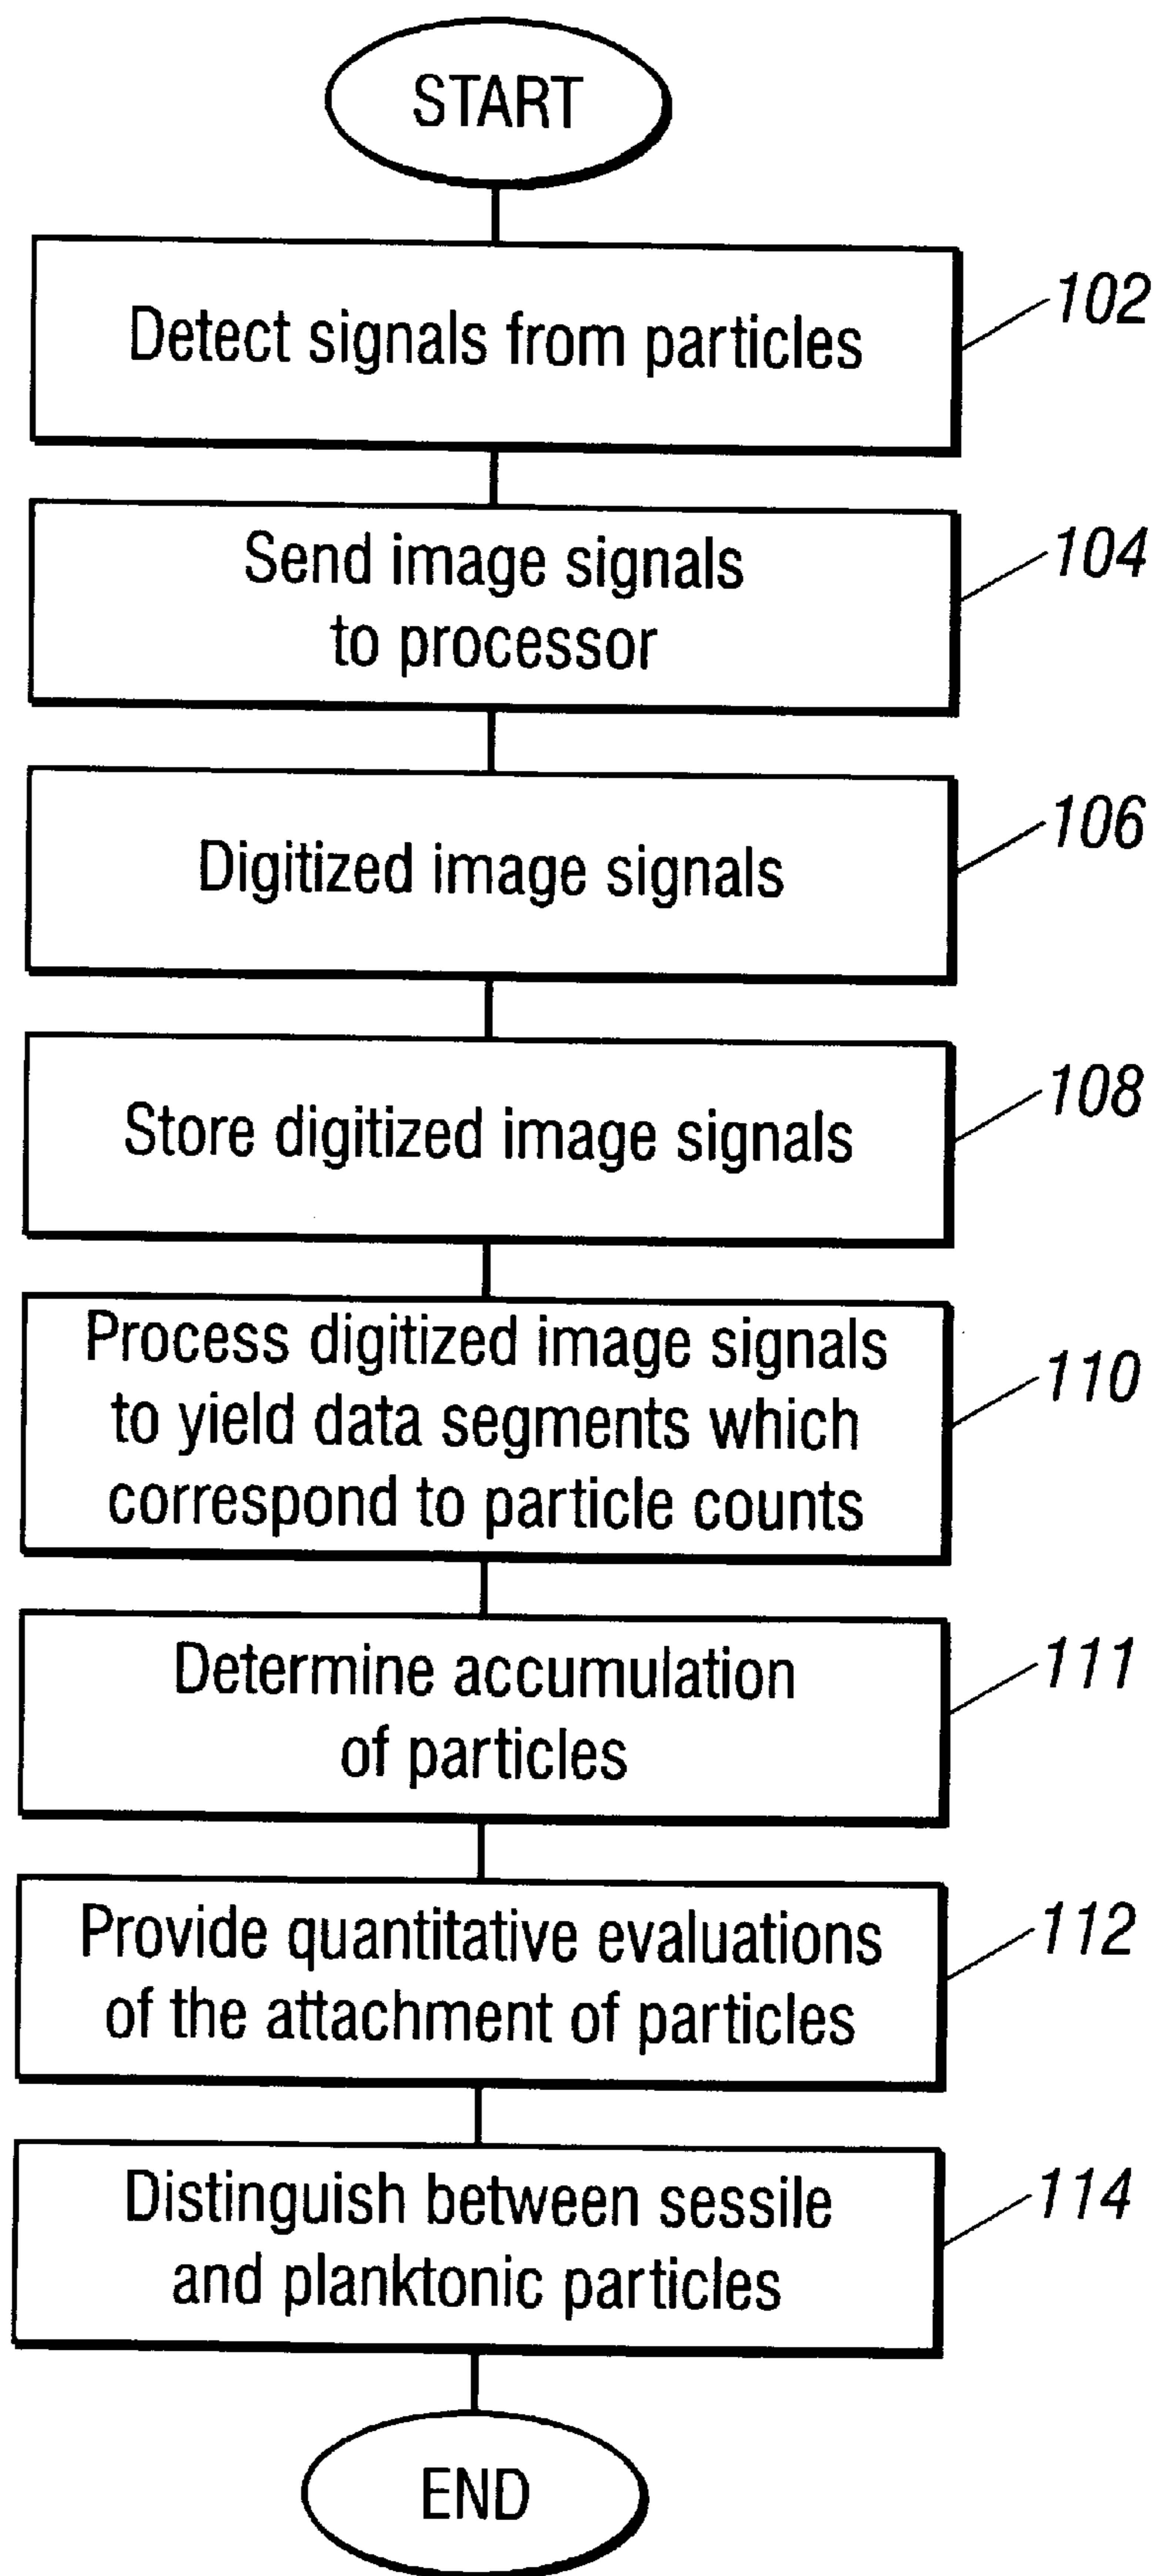 START
Detect signals from particles
102
Send image signals
to processor
104
Digitized image signals
106
Store digitized image signals
108
Process digitized image signals
to yield data segments which
correspond to particle counts
110
Determine accumulation
of particles
111
Provide quantitative evaluations
of the attachment of particles
112
Distinguish between sessile
and planktonic particles
114
END